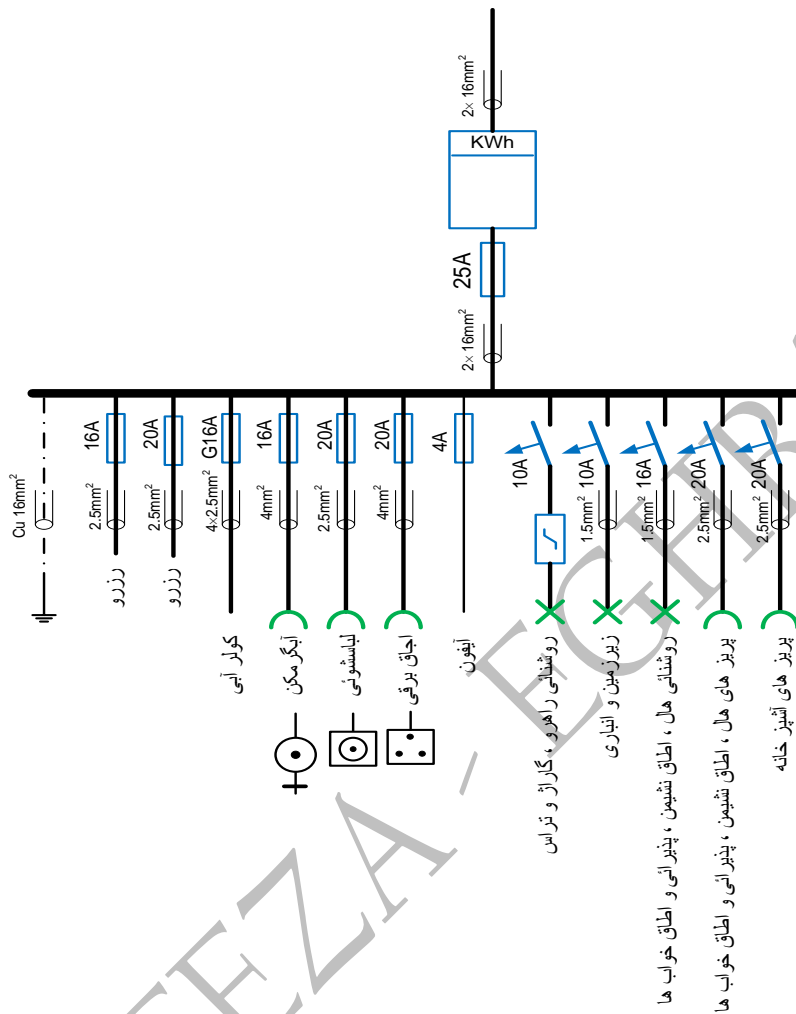 2× 16mm²
KWh
25A
2× 16mm²
Cu 16mm²
16A
2.5mm²
رزرو
20A
2.5mm²
رزرو
G16A
4×2.5mm²
کولر آبی
16A
4mm²
آبگرمکن
20A
2.5mm²
لباسشوئی
20A
4mm²
اجاق برقی
4A
آیفون
10A
روشنائی راهرو ، گاراژ و تراس
10A
1.5mm²
زیرزمین و انباری
16A
1.5mm²
روشنائی هال ، اطاق نشیمن ، پذیرائی و اطاق خواب ها
20A
2.5mm²
پریز های هال ، اطاق نشیمن ، پذیرائی و اطاق خواب ها
20A
2.5mm²
پریز های آشپز خانه
TEZA - EGHR